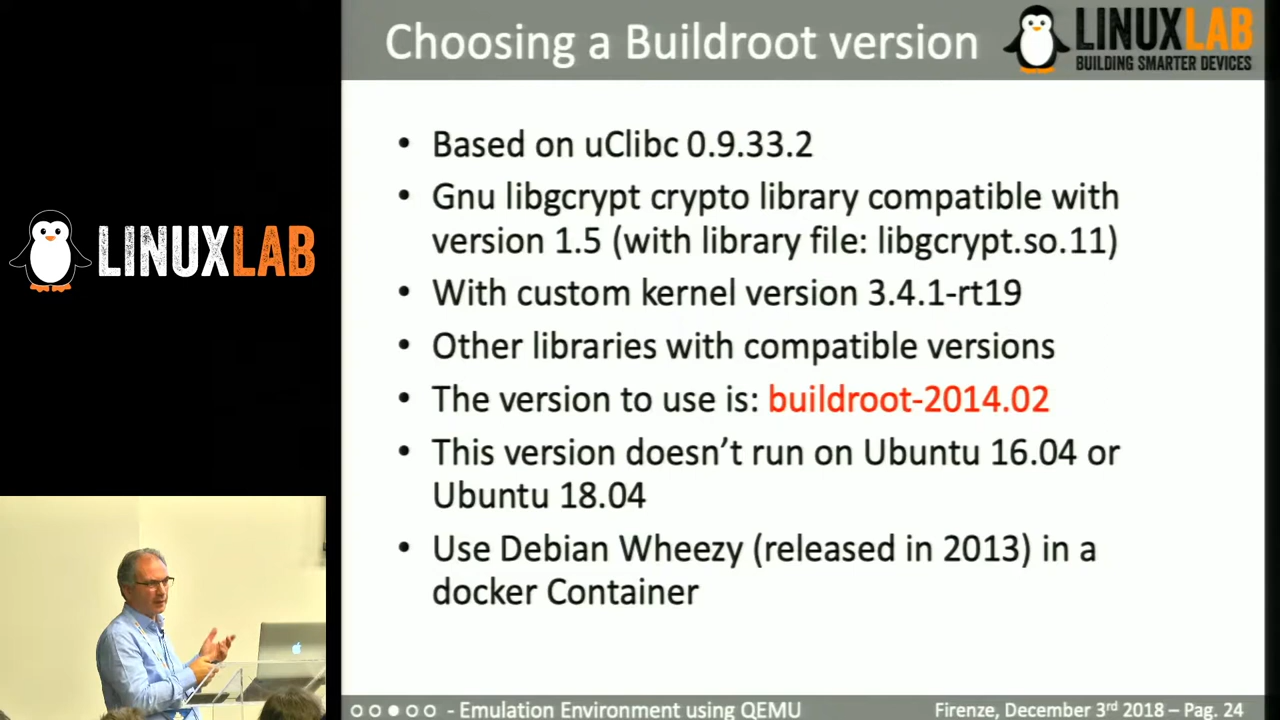 Choosing a Buildroot version
LINUXLAB
BUILDING SMARTER DEVICES
• Based on uClibc 0.9.33.2
• Gnu libgcrypt crypto library compatible with
version 1.5 (with library file: libgcrypt.so.11)
• With custom kernel version 3.4.1-rt19
• Other libraries with compatible versions
• The version to use is: buildroot-2014.02
• This version doesn’t run on Ubuntu 16.04 or
Ubuntu 18.04
• Use Debian Wheezy (released in 2013) in a
docker Container
LINUXLAB
- Emulation Environment using QEMU
Firenze, December 3rd 2018 – Pag. 24